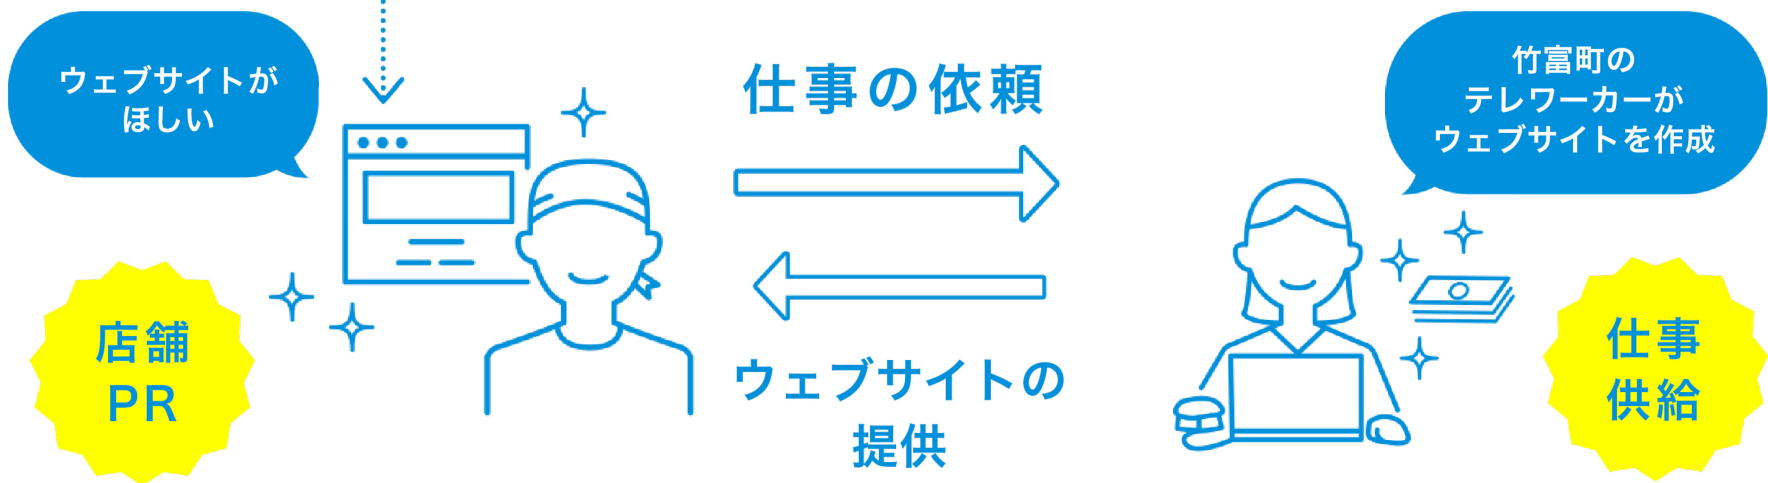 ウェブサイトが
ほしい
店舗
PR
仕事の依頼
ウェブサイトの
提供
竹富町の
テレワーカーが
ウェブサイトを作成
仕事
供給